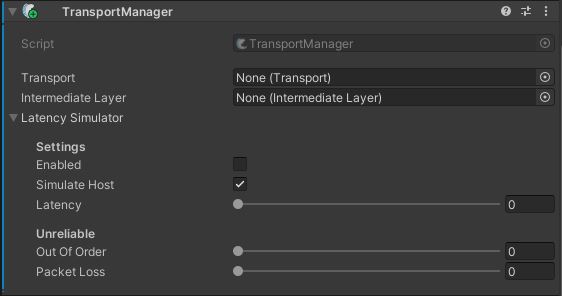 TransportManager
Script TransportManager
Transport None (Transport)
Intermediate Layer None (Intermediate Layer)
Latency Simulator
Settings
Enabled
Simulate Host
Latency 0
Unreliable
Out Of Order 0
Packet Loss 0